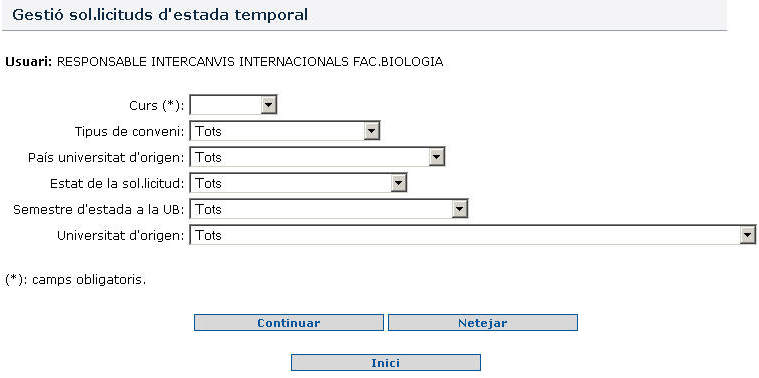 Gestió sol.licituds d'estada temporal
Usuari: RESPONSABLE INTERCANVIS INTERNACIONALS FAC.BIOLOGIA
Curs (*):
Tipus de conveni: Tots
País universitat d'origen: Tots
Estat de la sol.licitud: Tots
Semestre d'estada a la UB: Tots
Universitat d'origen: Tots
(*): camps obligatoris.
Continuar Netejar
Inici